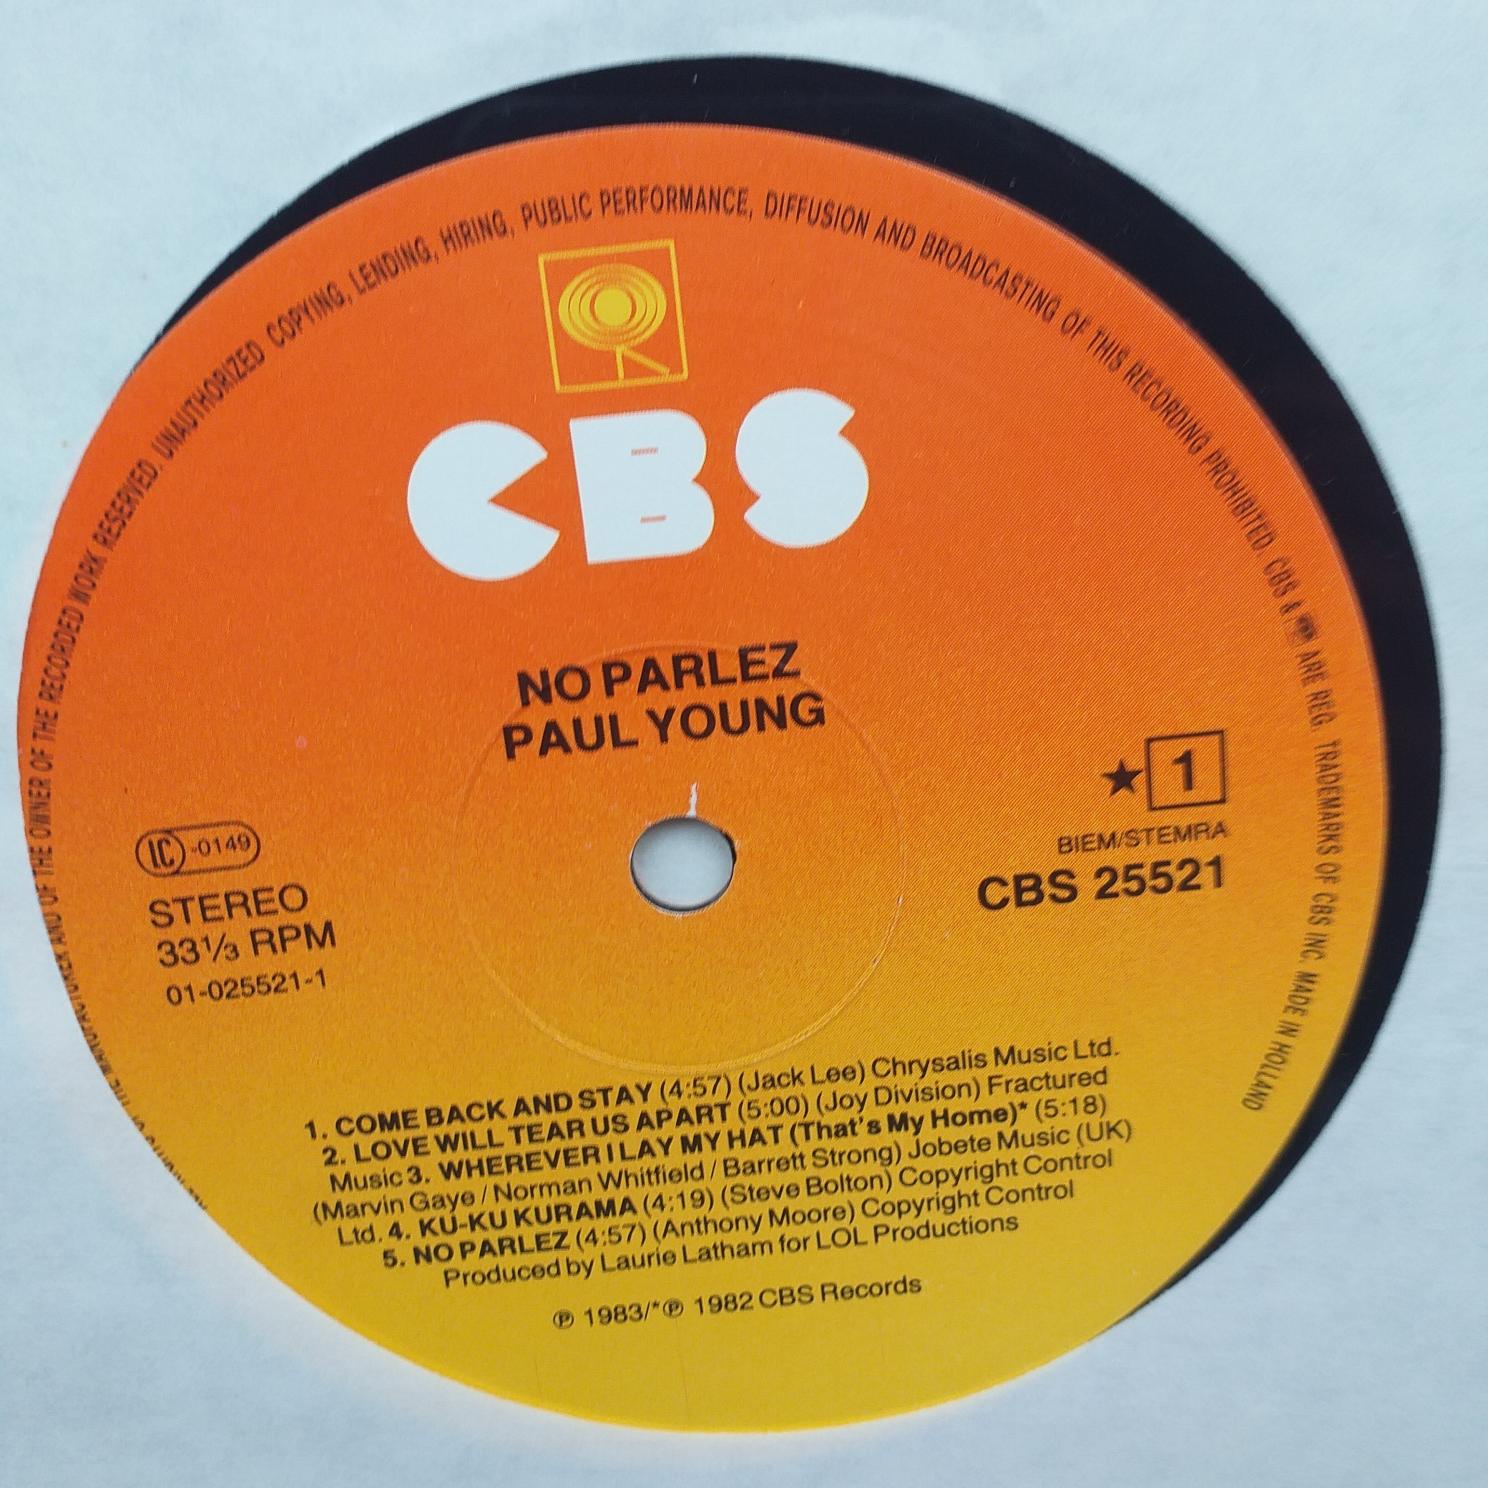 RESERVED. UNAUTHORIZED COPYING, LENDING, HIRING, PUBLIC PERFORMANCE, DIFFUSION AND BROADCASTING OF THIS RECORDING PROHIBITED. CBS & ARE REG. TRADEMARKS OF CBS INC. MADE IN HOLLAND
AND OF THE OWNER OF THE RECORDED WORK
CBS
NO PARLEZ
PAUL YOUNG
★ 1
BIEM/STEMRA
CBS 25521
IC -0149
STEREO
33⅓ RPM
01-025521-1
1. COME BACK AND STAY (4:57) (Jack Lee) Chrysalis Music Ltd.
2. LOVE WILL TEAR US APART (5:00) (Joy Division) Fractured
Music 3. WHEREVER I LAY MY HAT (That's My Home)* (5:18)
(Marvin Gaye / Norman Whitfield / Barrett Strong) Jobete Music (UK)
Ltd. 4. KU-KU KURAMA (4:19) (Steve Bolton) Copyright Control
5. NO PARLEZ (4:57) (Anthony Moore) Copyright Control
Produced by Laurie Latham for LOL Productions
℗ 1983/*℗ 1982 CBS Records